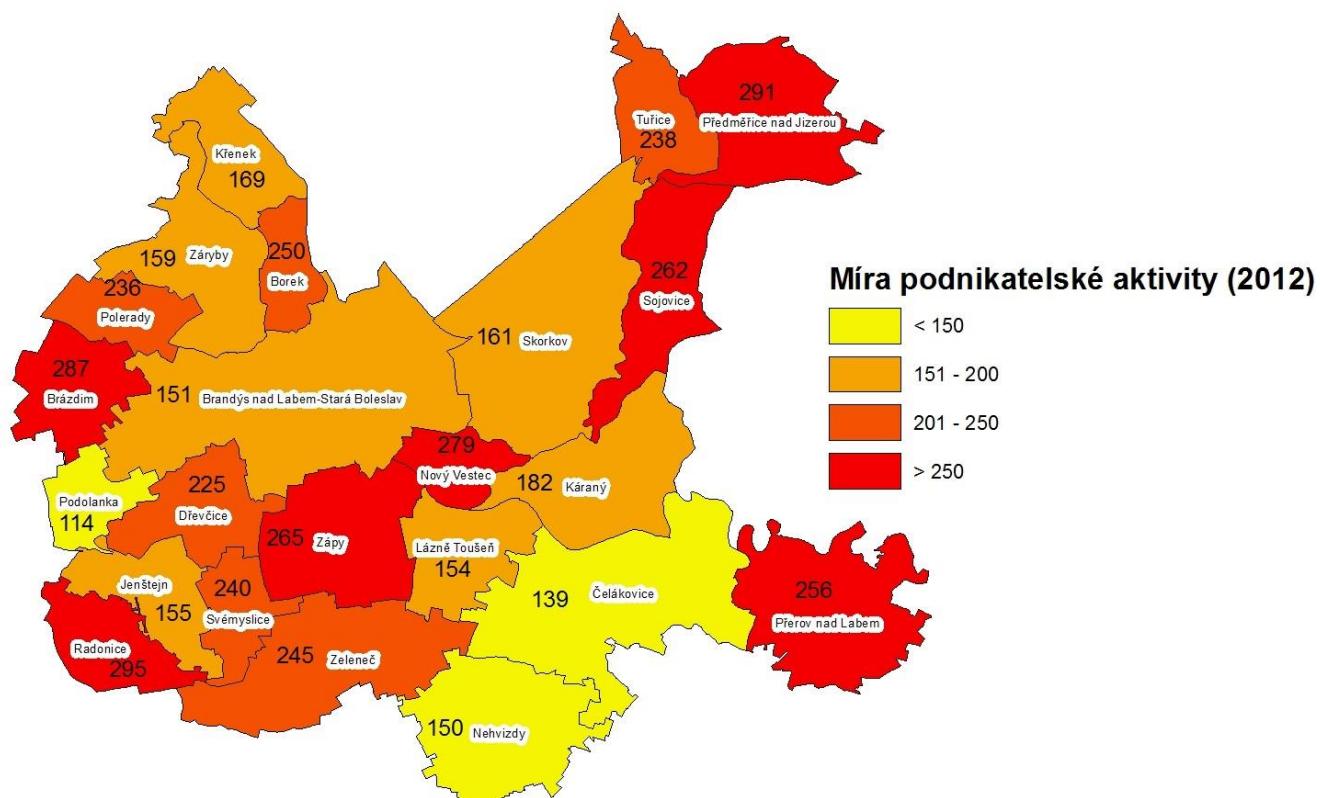 291
Předměřice nad Jizerou
Tuřice
238
Křenek
169
159
Záryby
250
Borek
262
Sojovice
236
Polerady
161
Skorkov
287
Brázdim
151
Brandýs nad Labem-Stará Boleslav
279
Nový Vestec
182
Káraný
Podolanka
114
225
Dřevčice
265
Zápy
Lázně Toušeň
154
Jenštejn
155
240
Svémyslice
139
Čelákovice
256
Přerov nad Labem
Radonice
295
245
Zeleneč
150
Nehvizdy
Míra podnikatelské aktivity (2012)
< 150
151 - 200
201 - 250
> 250